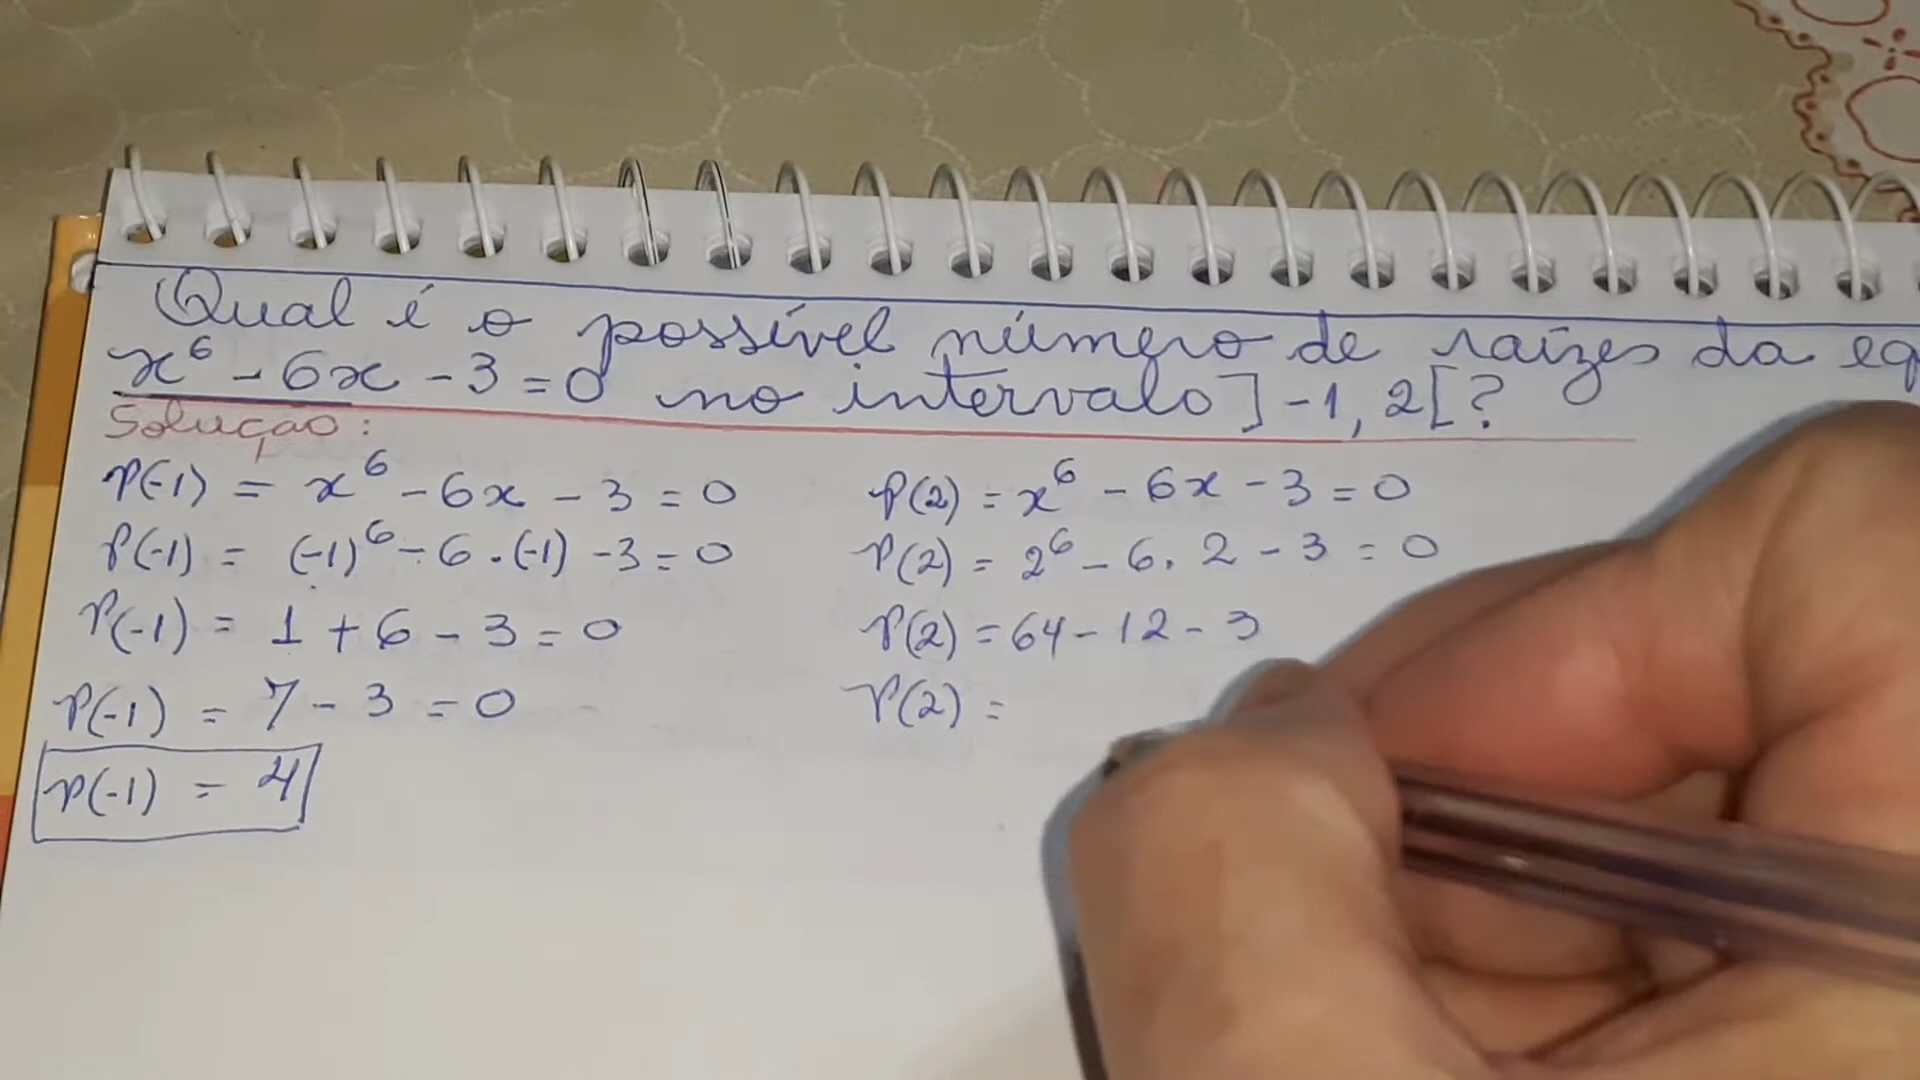 Qual é o possível número de raízes da eq
x⁶ - 6x - 3 = 0 no intervalo ] -1, 2[ ?
Solução:
P(-1) = x⁶ - 6x - 3 = 0
P(-1) = (-1)⁶ - 6 . (-1) - 3 = 0
P(-1) = 1 + 6 - 3 = 0
P(-1) = 7 - 3 = 0
P(-1) = 4
P(2) = x⁶ - 6x - 3 = 0
P(2) = 2⁶ - 6 . 2 - 3 = 0
P(2) = 64 - 12 - 3
P(2) =